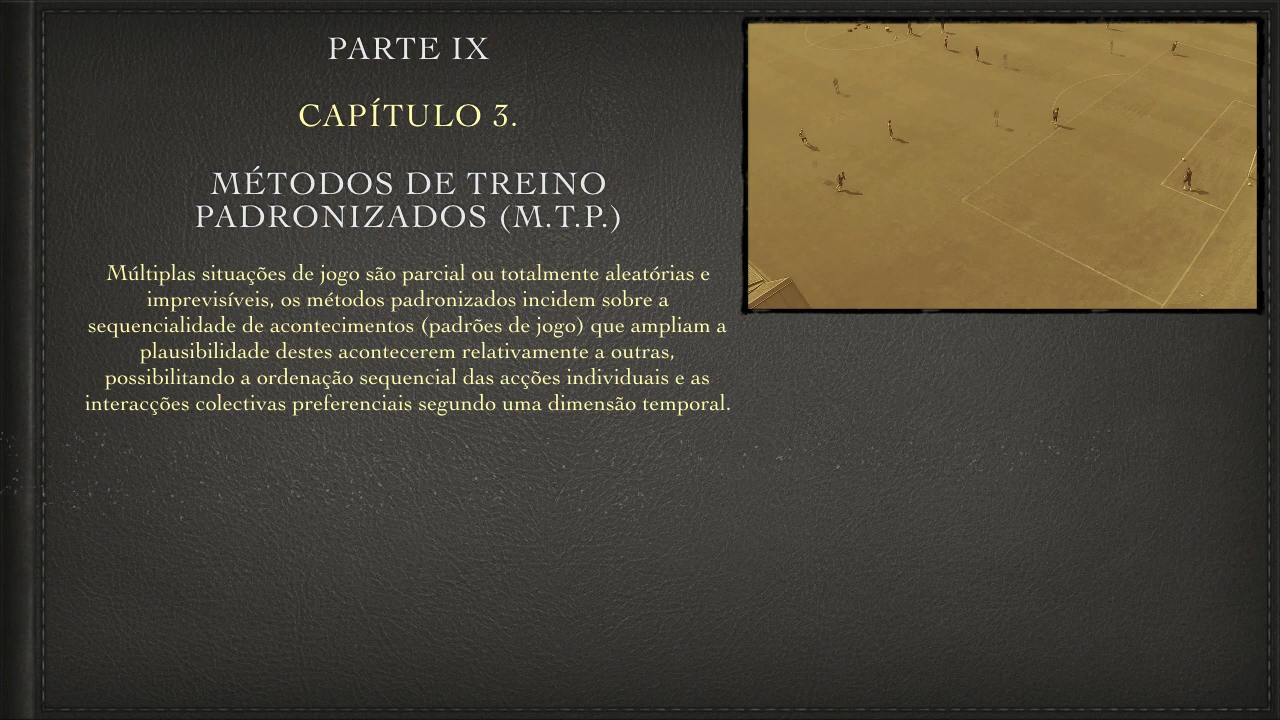 PARTE IX
CAPÍTULO 3.
MÉTODOS DE TREINO
PADRONIZADOS (M.T.P.)
Múltiplas situações de jogo são parcial ou totalmente aleatórias e
imprevisíveis, os métodos padronizados incidem sobre a
sequencialidade de acontecimentos (padrões de jogo) que ampliam a
plausibilidade destes acontecerem relativamente a outras,
possibilitando a ordenação sequencial das acções individuais e as
interacções colectivas preferenciais segundo uma dimensão temporal.